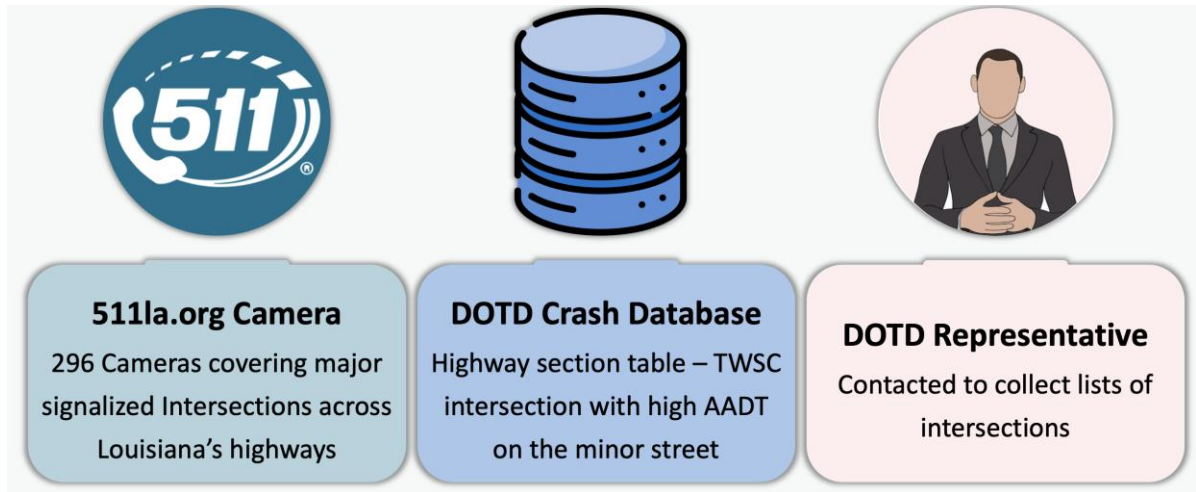 511
®
511la.org Camera
296 Cameras covering major
signalized Intersections across
Louisiana’s highways
DOTD Crash Database
Highway section table – TWSC
intersection with high AADT
on the minor street
DOTD Representative
Contacted to collect lists of
intersections